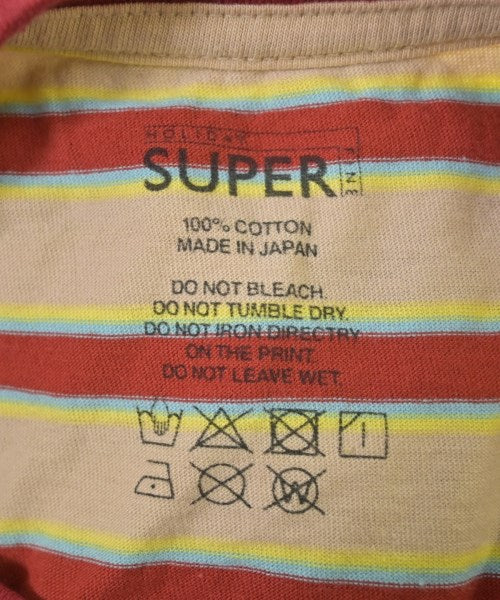 HOLIDAY
SUPER
FINE
100% COTTON
MADE IN JAPAN
DO NOT BLEACH.
DO NOT TUMBLE DRY.
DO NOT IRON DIRECTRY
ON THE PRINT.
DO NOT LEAVE WET.
W